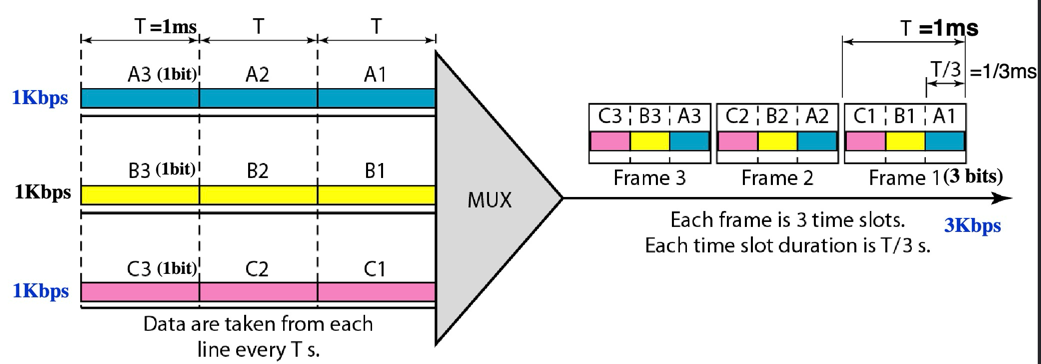 T =1ms T T
A3 (1bit) A2 A1
1Kbps
B3 (1bit) B2 B1
1Kbps
C3 (1bit) C2 C1
1Kbps
Data are taken from each
line every T s.
MUX
T =1ms
T/3 =1/3ms
C3 B3 A3 C2 B2 A2 C1 B1 A1
Frame 3 Frame 2 Frame 1 (3 bits)
Each frame is 3 time slots.
Each time slot duration is T/3 s.
3Kbps